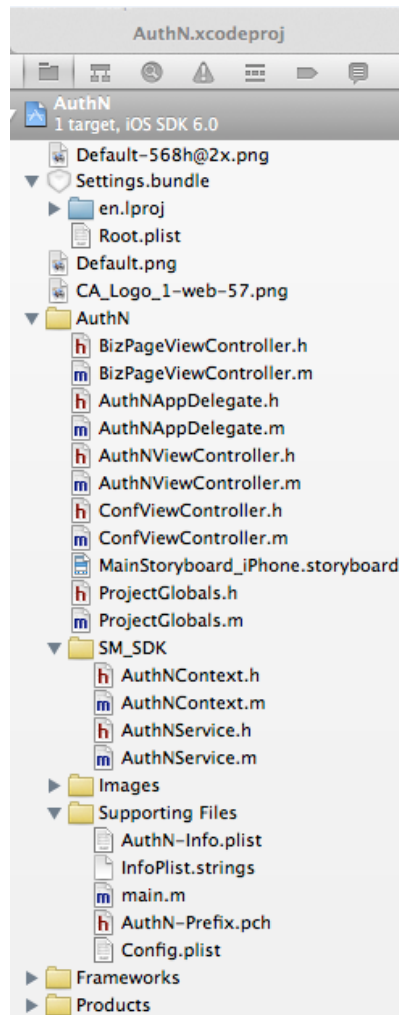 AuthN.xcodeproj
AuthN
1 target, iOS SDK 6.0
Default-568h@2x.png
Settings.bundle
en.lproj
Root.plist
Default.png
CA_Logo_1-web-57.png
AuthN
h BizPageViewController.h
m BizPageViewController.m
h AuthNAppDelegate.h
m AuthNAppDelegate.m
h AuthNViewController.h
m AuthNViewController.m
h ConfViewController.h
m ConfViewController.m
MainStoryboard_iPhone.storyboard
h ProjectGlobals.h
m ProjectGlobals.m
SM_SDK
h AuthNContext.h
m AuthNContext.m
h AuthNService.h
m AuthNService.m
Images
Supporting Files
AuthN-Info.plist
InfoPlist.strings
m main.m
h AuthN-Prefix.pch
Config.plist
Frameworks
Products